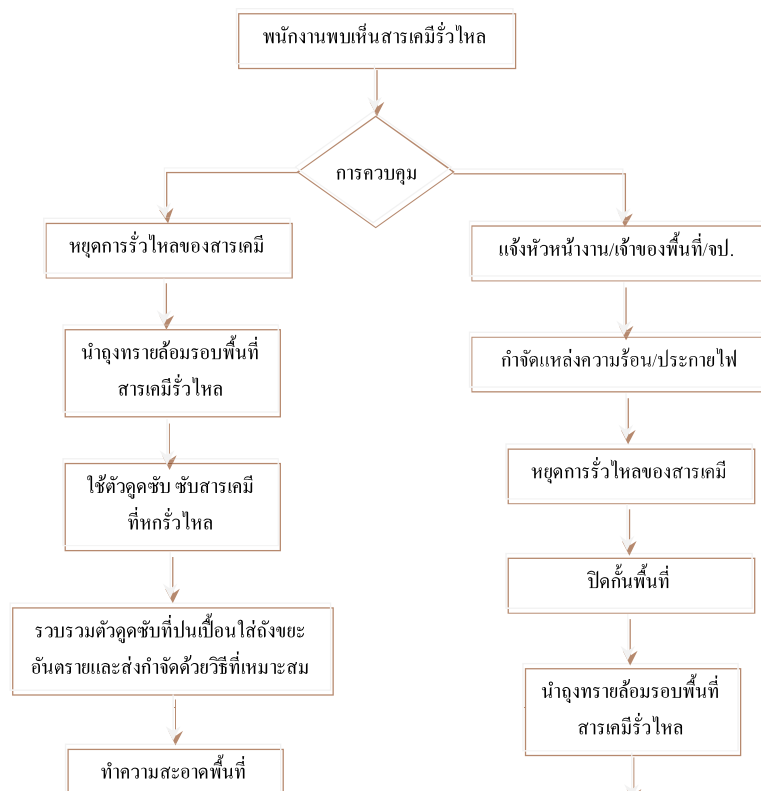 พนักงานพบเห็นสารเคมีรั่วไหล
การควบคุม
หยุดการรั่วไหลของสารเคมี
นำถุงทรายล้อมรอบพื้นที่
สารเคมีรั่วไหล
ใช้ตัวดูดซับ ซับสารเคมี
ที่หกรั่วไหล
รวบรวมตัวดูดซับที่ปนเปื้อนใส่ถังขยะ
อันตรายและส่งกำจัดด้วยวิธีที่เหมาะสม
ทำความสะอาดพื้นที่
แจ้งหัวหน้างาน/เจ้าของพื้นที่/จป.
กำจัดแหล่งความร้อน/ประกายไฟ
หยุดการรั่วไหลของสารเคมี
ปิดกั้นพื้นที่
นำถุงทรายล้อมรอบพื้นที่
สารเคมีรั่วไหล